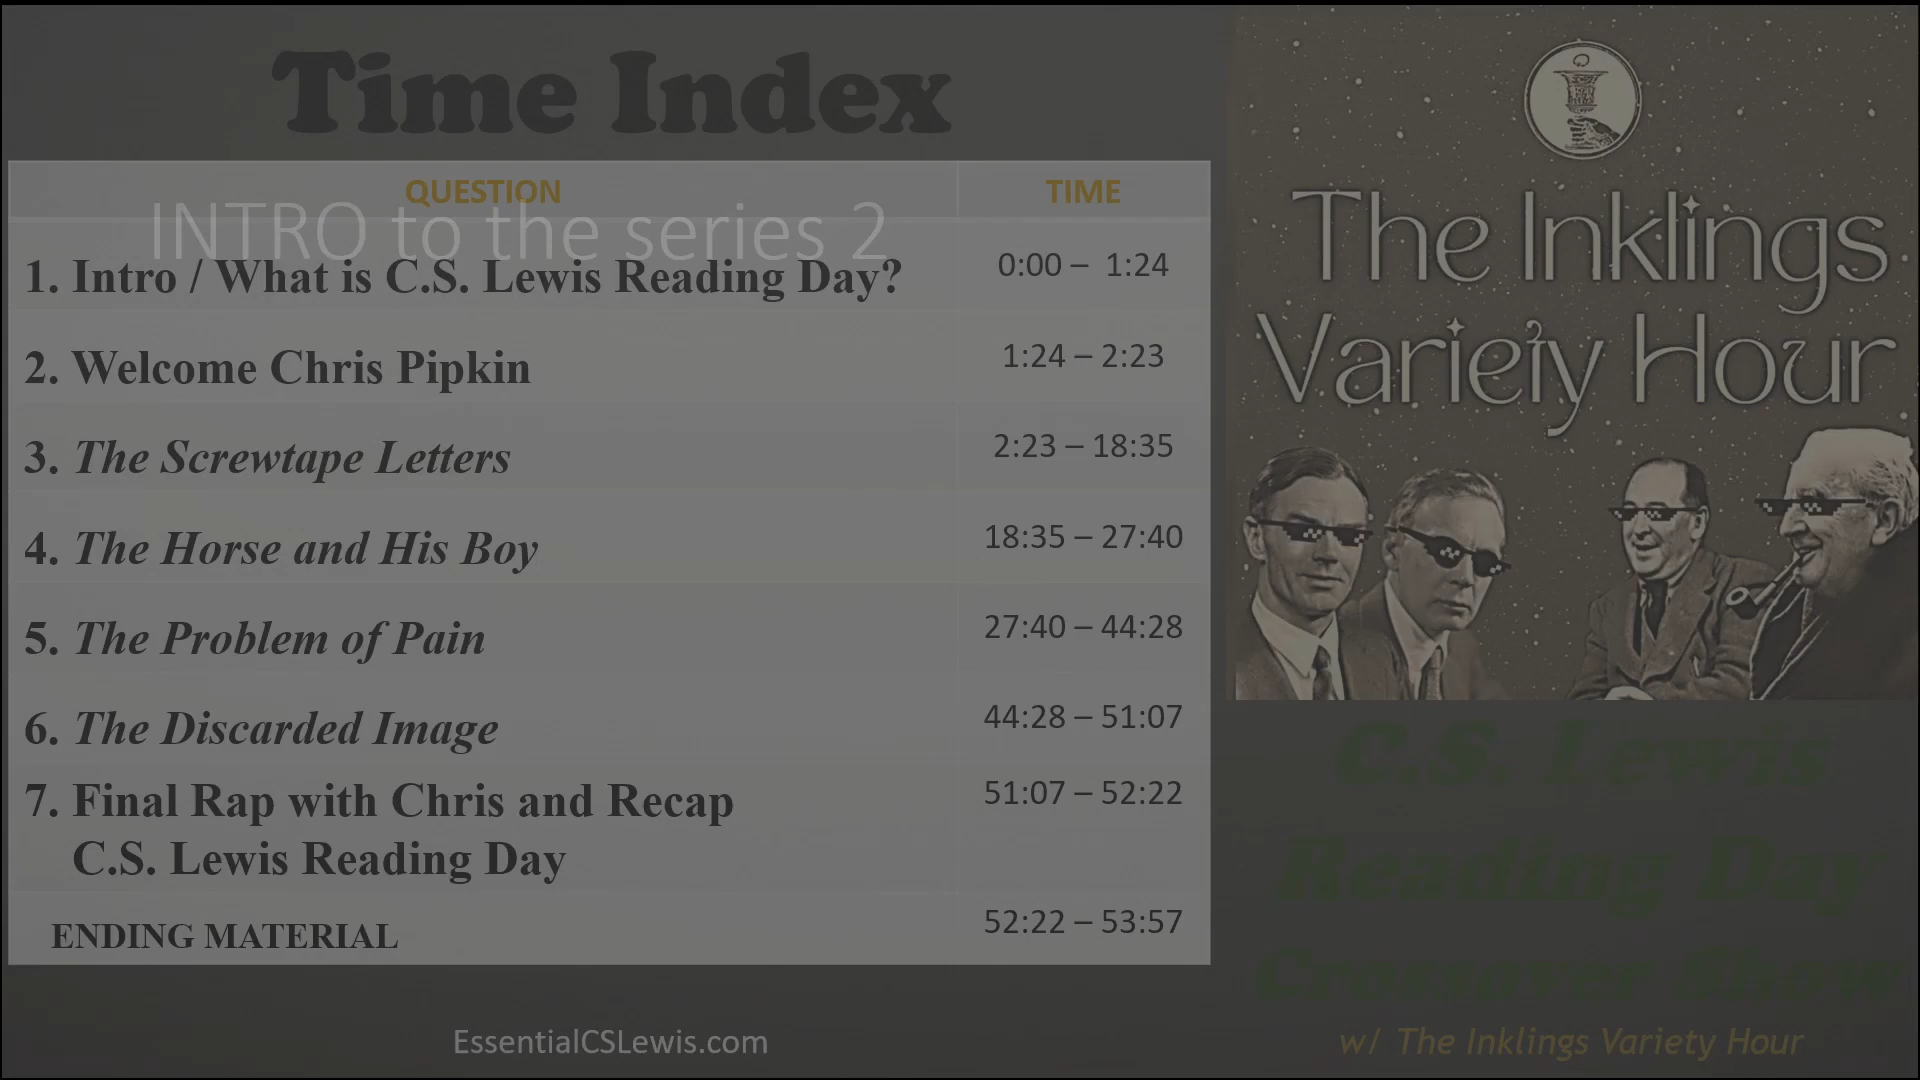 Time Index
QUESTION
TIME
INTRO to the series 2
1. Intro / What is C.S. Lewis Reading Day?
0:00 – 1:24
2. Welcome Chris Pipkin
1:24 – 2:23
3. The Screwtape Letters
2:23 – 18:35
4. The Horse and His Boy
18:35 – 27:40
5. The Problem of Pain
27:40 – 44:28
6. The Discarded Image
44:28 – 51:07
7. Final Rap with Chris and Recap
C.S. Lewis Reading Day
51:07 – 52:22
ENDING MATERIAL
52:22 – 53:57
EssentialCSLewis.com
The Inklings
Variety Hour
C.S. Lewis
Reading Day
Crossover Show
w/ The Inklings Variety Hour